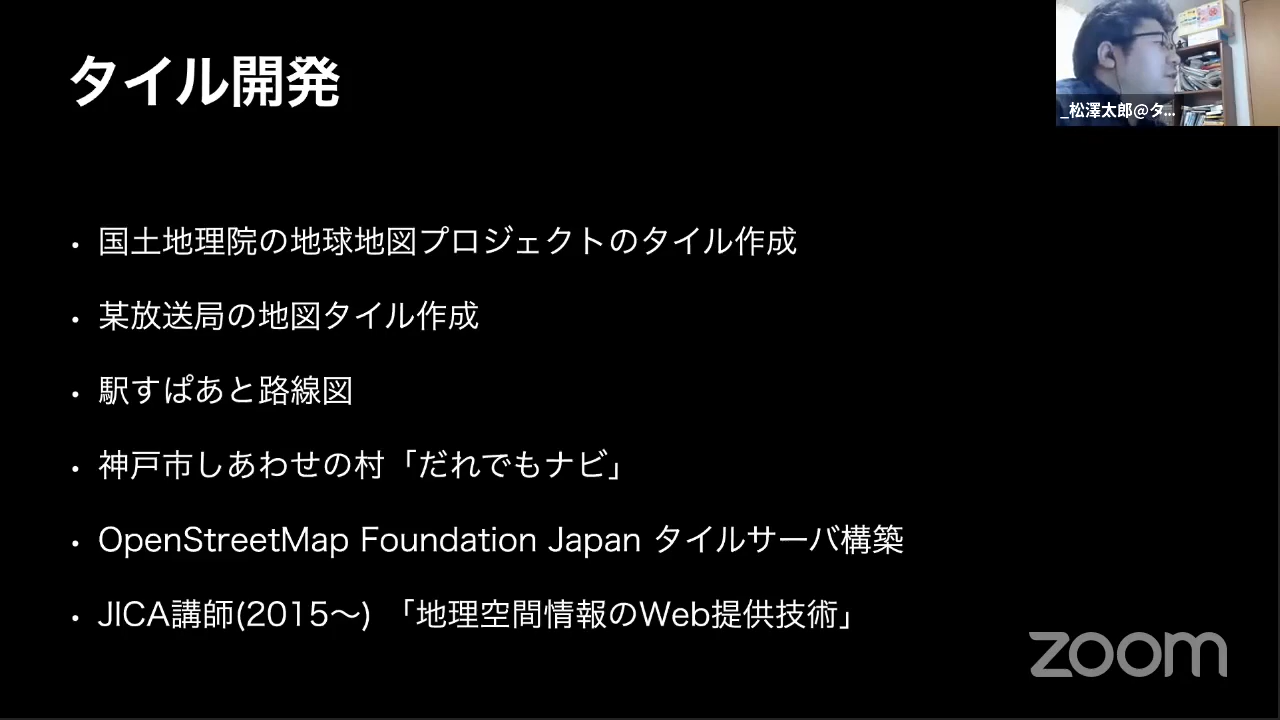 タイル開発
_松澤太郎@タ...
• 国土地理院の地球地図プロジェクトのタイル作成
• 某放送局の地図タイル作成
• 駅すぱあと路線図
• 神戸市しあわせの村「だれでもナビ」
• OpenStreetMap Foundation Japan タイルサーバ構築
• JICA講師(2015〜) 「地理空間情報のWeb提供技術」
zoom